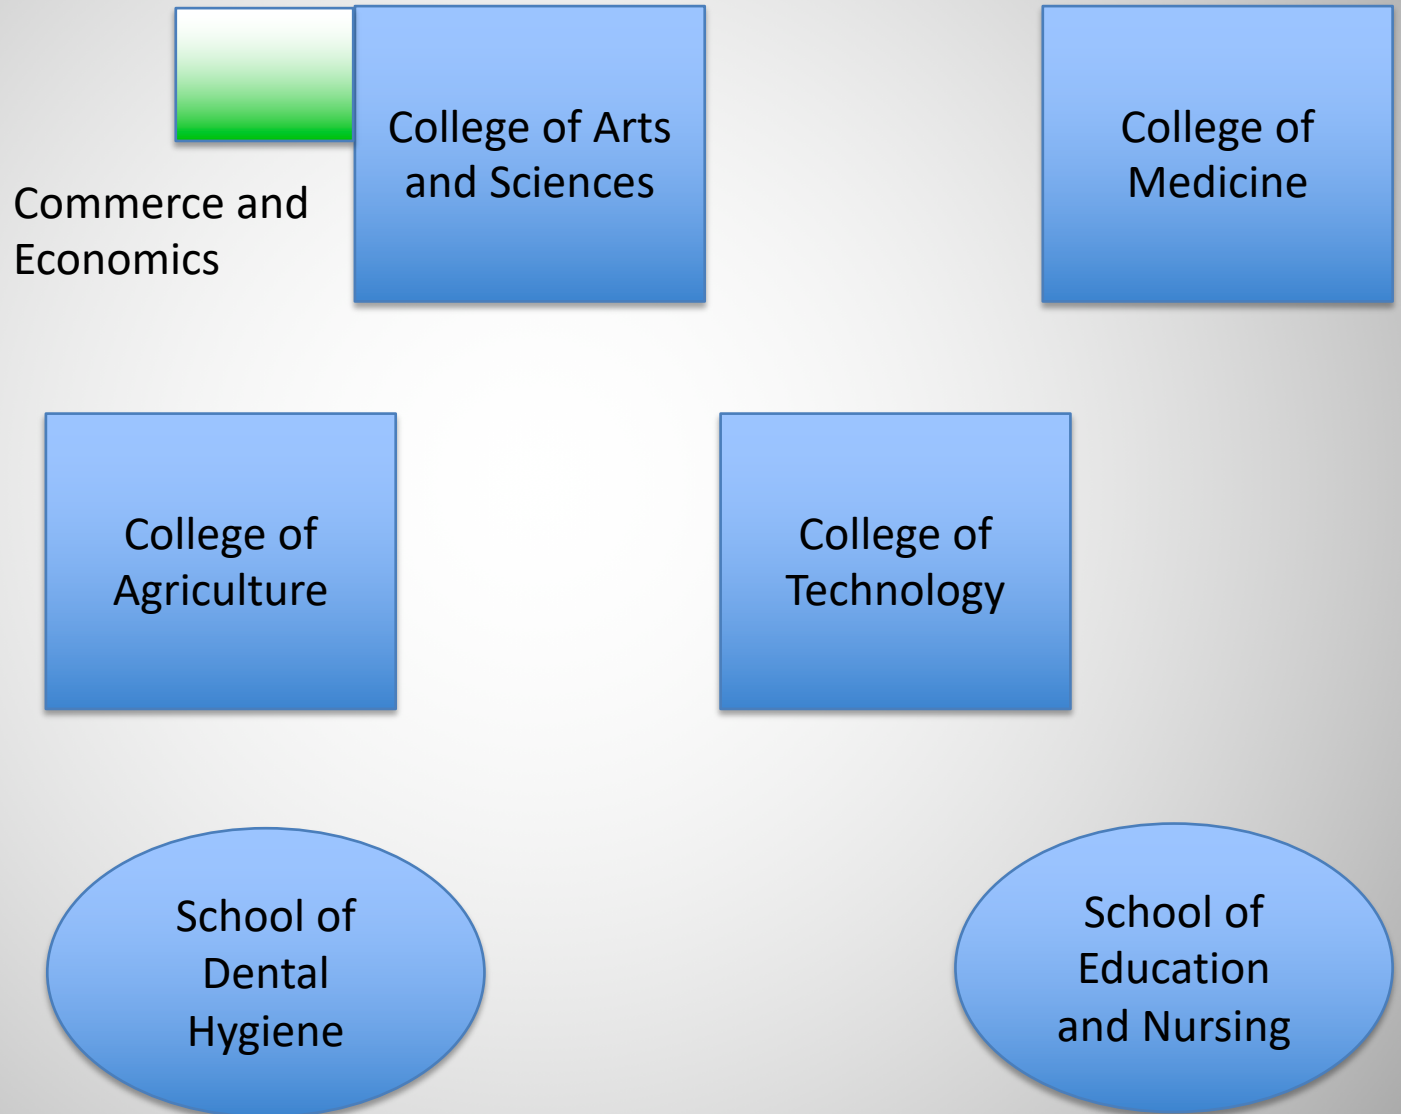 College of Arts
and Sciences
College of
Medicine
Commerce and
Economics
College of
Agriculture
College of
Technology
School of
Dental
Hygiene
School of
Education
and Nursing